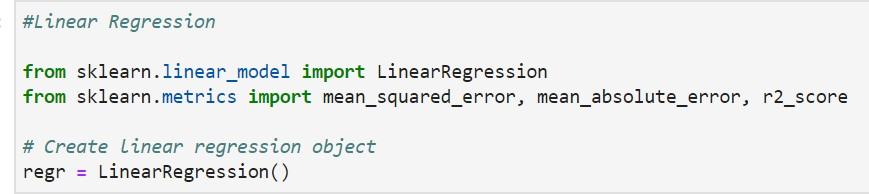 #Linear Regression
from sklearn.linear_model import LinearRegression
from sklearn.metrics import mean_squared_error, mean_absolute_error, r2_score
# Create linear regression object
regr = LinearRegression()